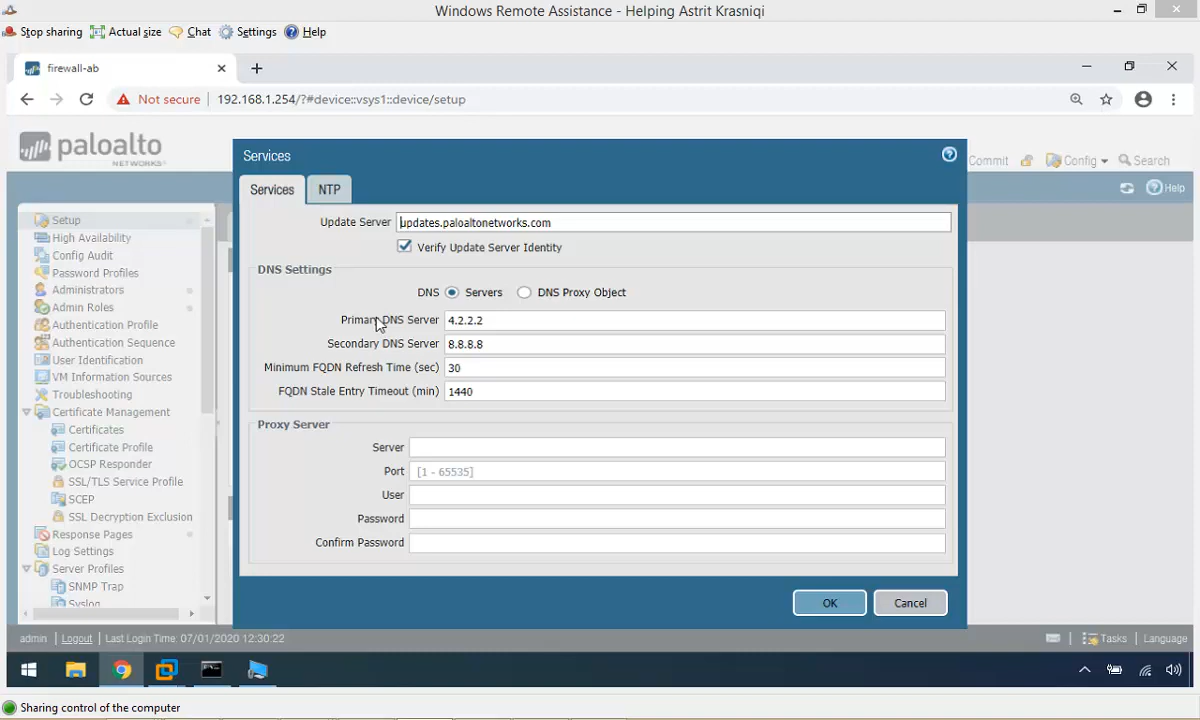 Windows Remote Assistance - Helping Astrit Krasniqi
Stop sharing Actual size Chat Settings Help
firewall-ab
Not secure 192.168.1.254/?#device::vsys1::device/setup
paloalto
NETWORKS
Commit Config Search
Help
Services
Services NTP
Update Server updates.paloaltonetworks.com
Verify Update Server Identity
DNS Settings
DNS Servers DNS Proxy Object
Primary DNS Server 4.2.2.2
Secondary DNS Server 8.8.8.8
Minimum FQDN Refresh Time (sec) 30
FQDN Stale Entry Timeout (min) 1440
Proxy Server
Server
Port [1 - 65535]
User
Password
Confirm Password
OK Cancel
Setup
High Availability
Config Audit
Password Profiles
Administrators
Admin Roles
Authentication Profile
Authentication Sequence
User Identification
VM Information Sources
Troubleshooting
Certificate Management
Certificates
Certificate Profile
OCSP Responder
SSL/TLS Service Profile
SCEP
SSL Decryption Exclusion
Response Pages
Log Settings
Server Profiles
SNMP Trap
Syslog
admin Logout Last Login Time: 07/01/2020 12:30:22
Tasks Language
Sharing control of the computer